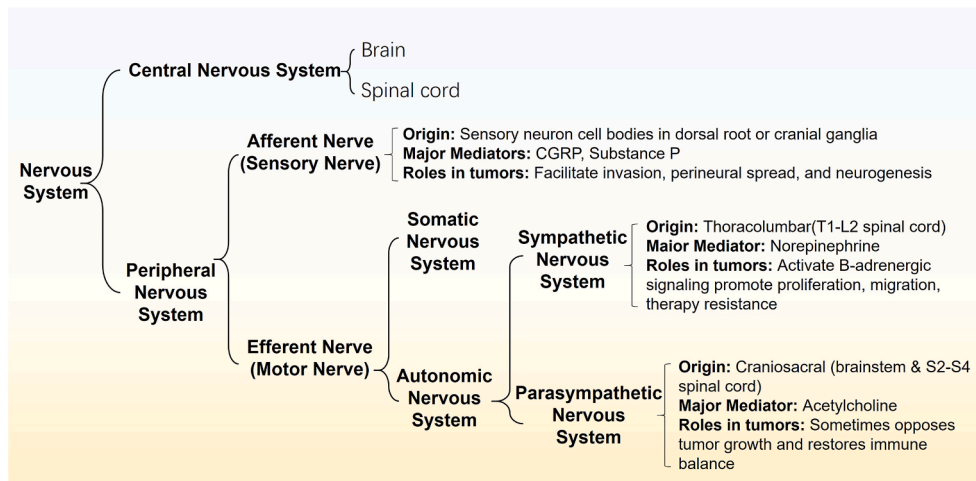 Nervous
System
Central Nervous System
Brain
Spinal cord
Peripheral
Nervous
System
Afferent Nerve
(Sensory Nerve)
Origin: Sensory neuron cell bodies in dorsal root or cranial ganglia
Major Mediators: CGRP, Substance P
Roles in tumors: Facilitate invasion, perineural spread, and neurogenesis
Efferent Nerve
(Motor Nerve)
Somatic
Nervous
System
Autonomic
Nervous
System
Sympathetic
Nervous
System
Origin: Thoracolumbar(T1-L2 spinal cord)
Maior Mediator: Norepinephrine
Roles in tumors: Activate B-adrenergic
signaling promote proliferation, migration,
therapy resistance
Parasympathetic
Nervous
System
Origin: Craniosacral (brainstem & S2-S4
spinal cord)
Major Mediator: Acetylcholine
Roles in tumors: Sometimes opposes
tumor growth and restores immune
balance